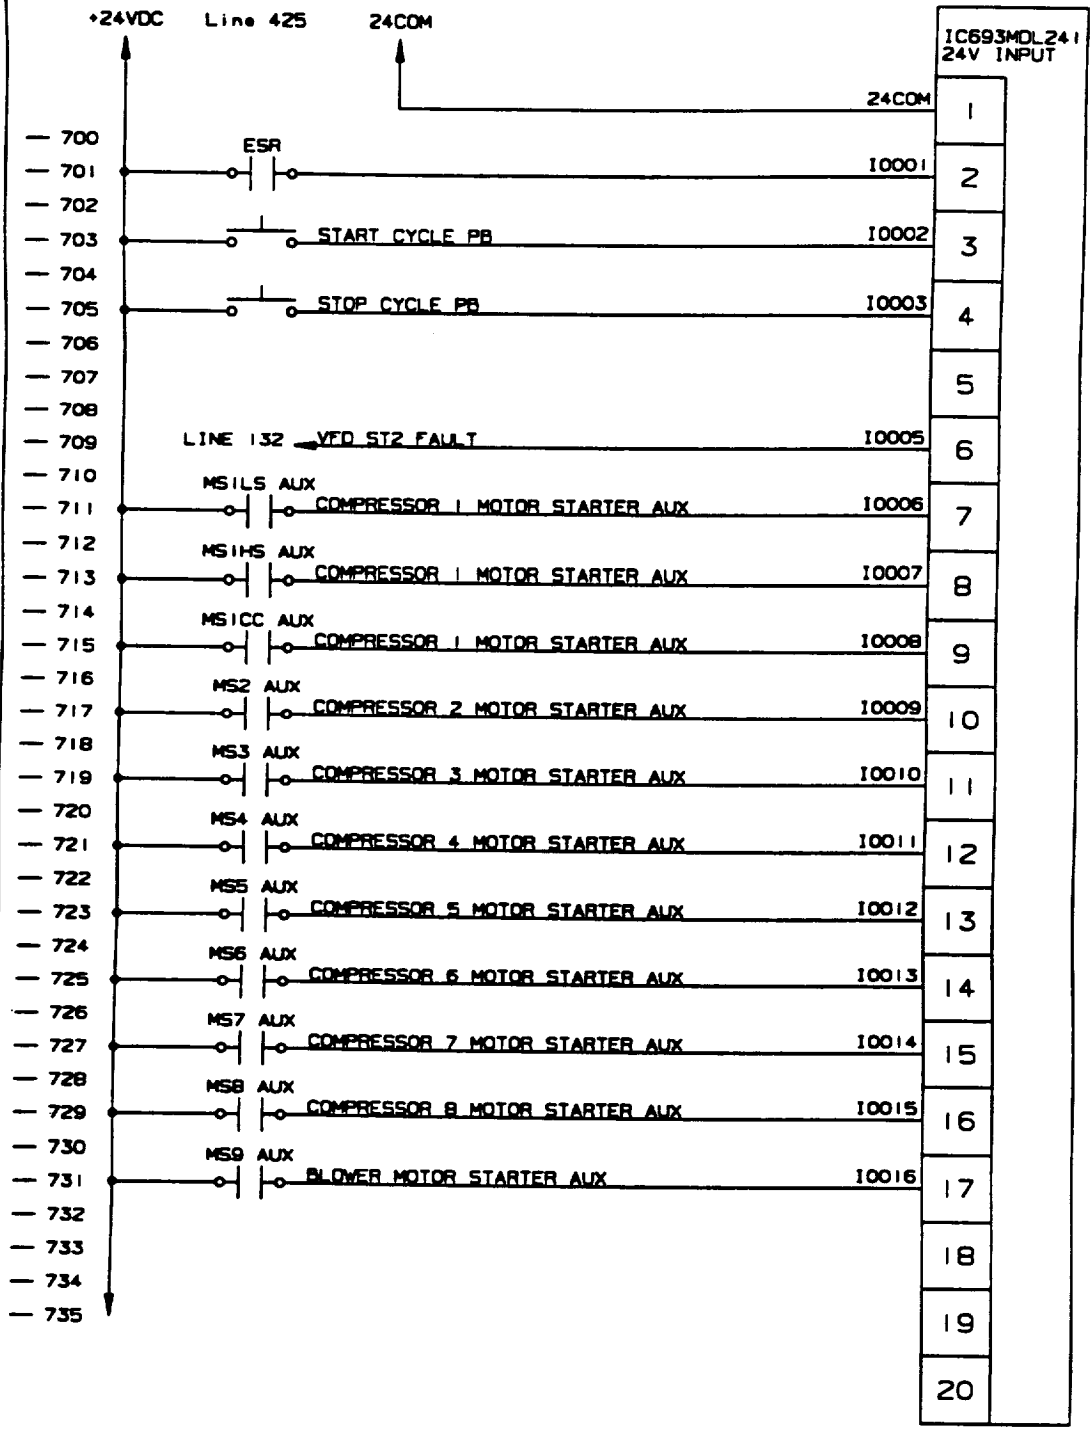 +24VDC Line 425 24COM
IC693MDL241
24V INPUT
24COM 1
— 700
ESR
— 701 I0001 2
— 702
— 703 START CYCLE PB I0002 3
— 704
— 705 STOP CYCLE PB I0003 4
— 706
— 707 5
— 708
— 709 LINE 132 VFD ST2 FAULT I0005 6
— 710
MS1LS AUX
— 711 COMPRESSOR 1 MOTOR STARTER AUX I0006 7
— 712
MS1HS AUX
— 713 COMPRESSOR 1 MOTOR STARTER AUX I0007 8
— 714
MS1CC AUX
— 715 COMPRESSOR 1 MOTOR STARTER AUX I0008 9
— 716
MS2 AUX
— 717 COMPRESSOR 2 MOTOR STARTER AUX I0009 10
— 718
MS3 AUX
— 719 COMPRESSOR 3 MOTOR STARTER AUX I0010 11
— 720
MS4 AUX
— 721 COMPRESSOR 4 MOTOR STARTER AUX I0011 12
— 722
MS5 AUX
— 723 COMPRESSOR 5 MOTOR STARTER AUX I0012 13
— 724
MS6 AUX
— 725 COMPRESSOR 6 MOTOR STARTER AUX I0013 14
— 726
MS7 AUX
— 727 COMPRESSOR 7 MOTOR STARTER AUX I0014 15
— 728
MS8 AUX
— 729 COMPRESSOR 8 MOTOR STARTER AUX I0015 16
— 730
MS9 AUX
— 731 BLOWER MOTOR STARTER AUX I0016 17
— 732
— 733 18
— 734
— 735 19
20